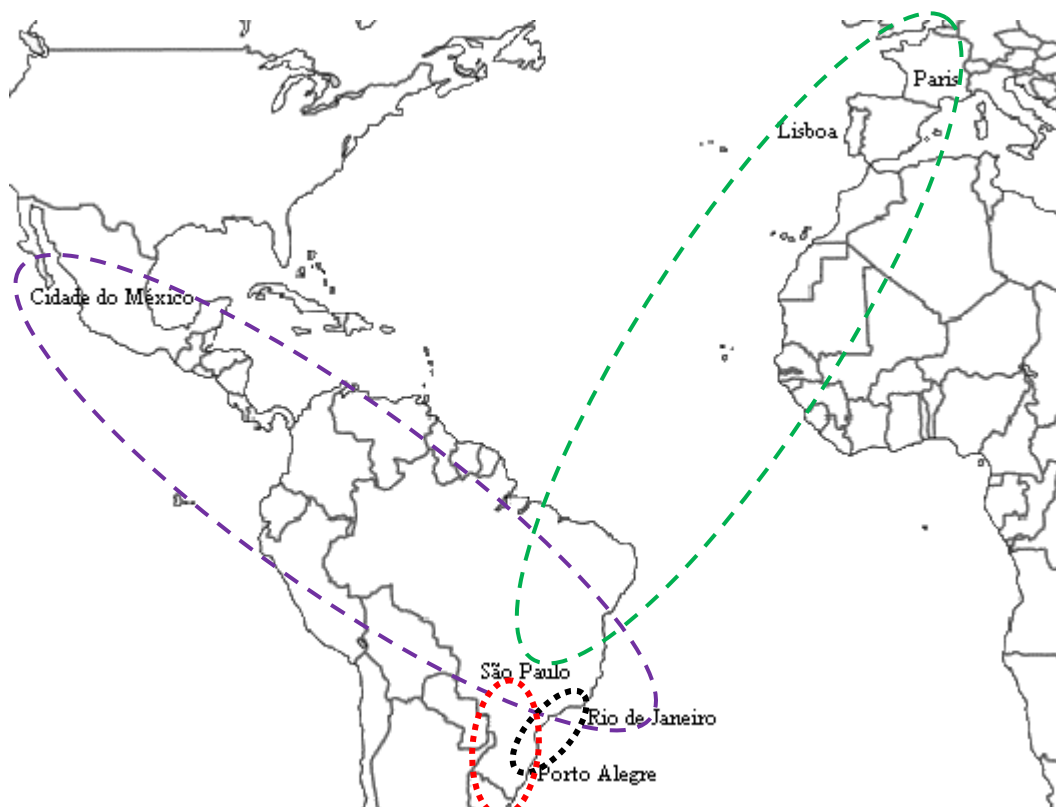 Paris
Lisboa
Cidade do México
São Paulo
Rio de Janeiro
Porto Alegre